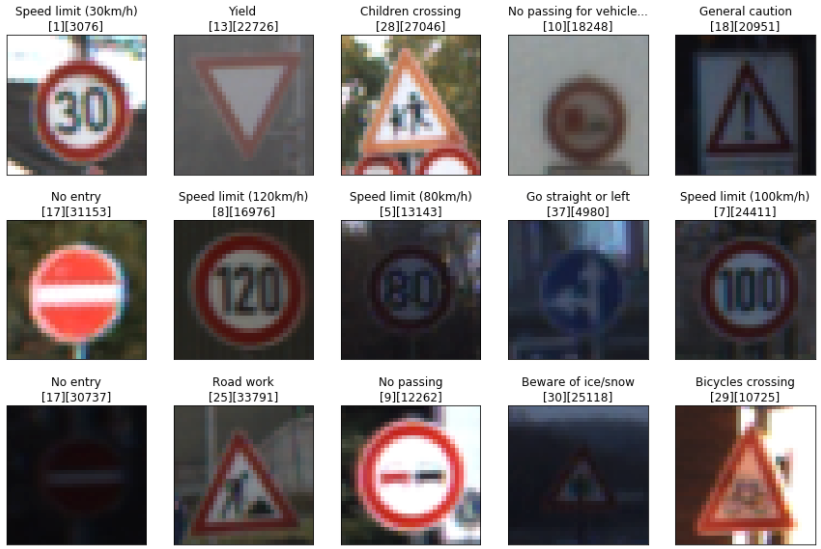 Speed limit (30km/h)
[1][3076]
30
Yield
[13][22726]
Children crossing
[28][27046]
No passing for vehicle...
[10][18248]
General caution
[18][20951]
No entry
[17][31153]
Speed limit (120km/h)
[8][16976]
120
Speed limit (80km/h)
[5][13143]
80
Go straight or left
[37][4980]
Speed limit (100km/h)
[7][24411]
100
No entry
[17][30737]
Road work
[25][33791]
No passing
[9][12262]
Beware of ice/snow
[30][25118]
Bicycles crossing
[29][10725]